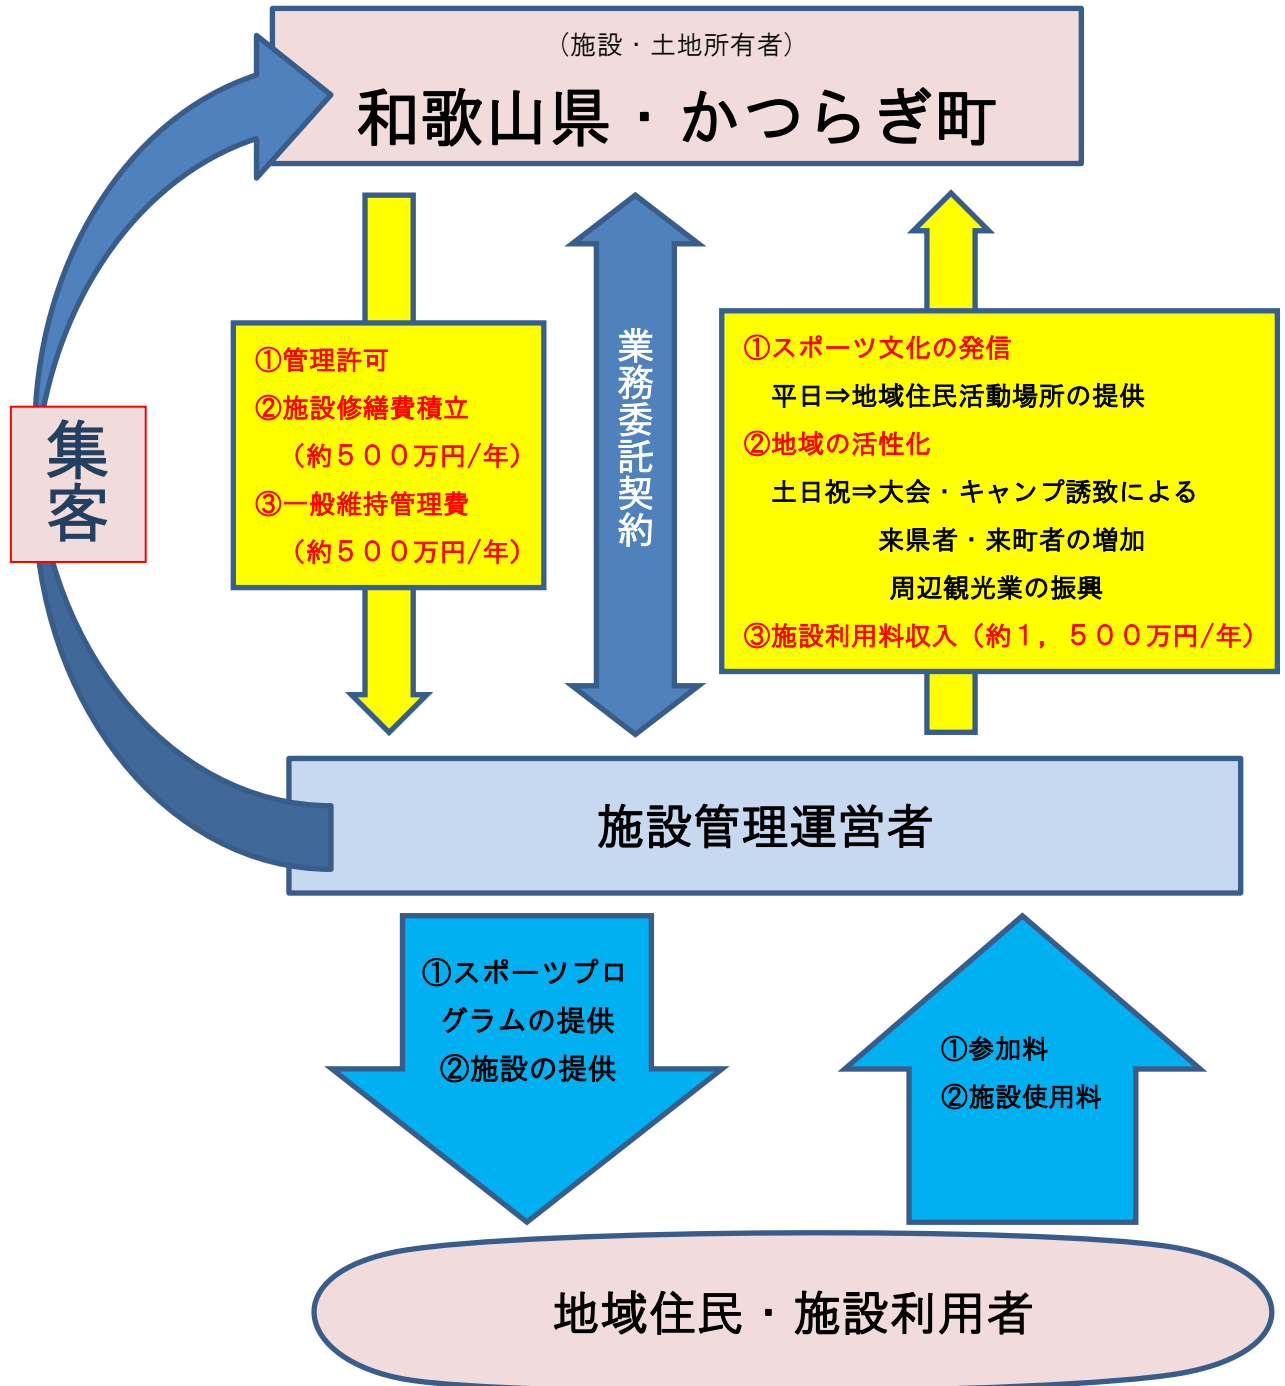 （施設・土地所有者）
和歌山県・かつらぎ町
集客
①管理許可
②施設修繕費積立
（約５００万円/年）
③一般維持管理費
（約５００万円/年）
業務委託契約
①スポーツ文化の発信
平日⇒地域住民活動場所の提供
②地域の活性化
土日祝⇒大会・キャンプ誘致による
来県者・来町者の増加
周辺観光業の振興
③施設利用料収入（約１，５００万円/年）
施設管理運営者
①スポーツプロ
グラムの提供
②施設の提供
①参加料
②施設使用料
地域住民・施設利用者